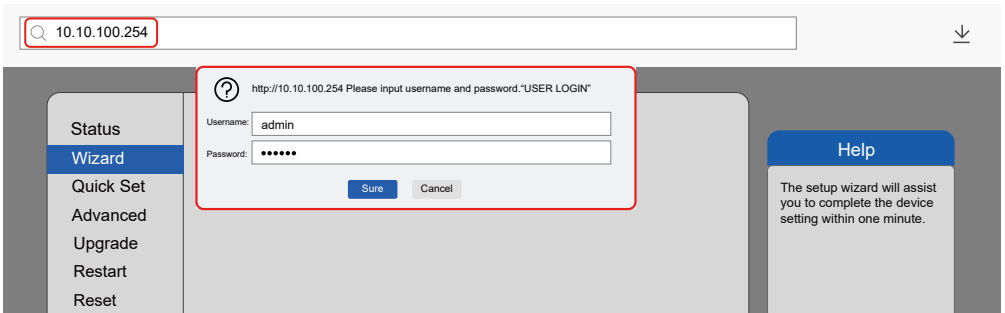 10.10.100.254
http://10.10.100.254 Please input username and password.“USER LOGIN”
Username: admin
Password: ••••••
Sure Cancel
Status
Wizard
Quick Set
Advanced
Upgrade
Restart
Reset
Help
The setup wizard will assist
you to complete the device
setting within one minute.